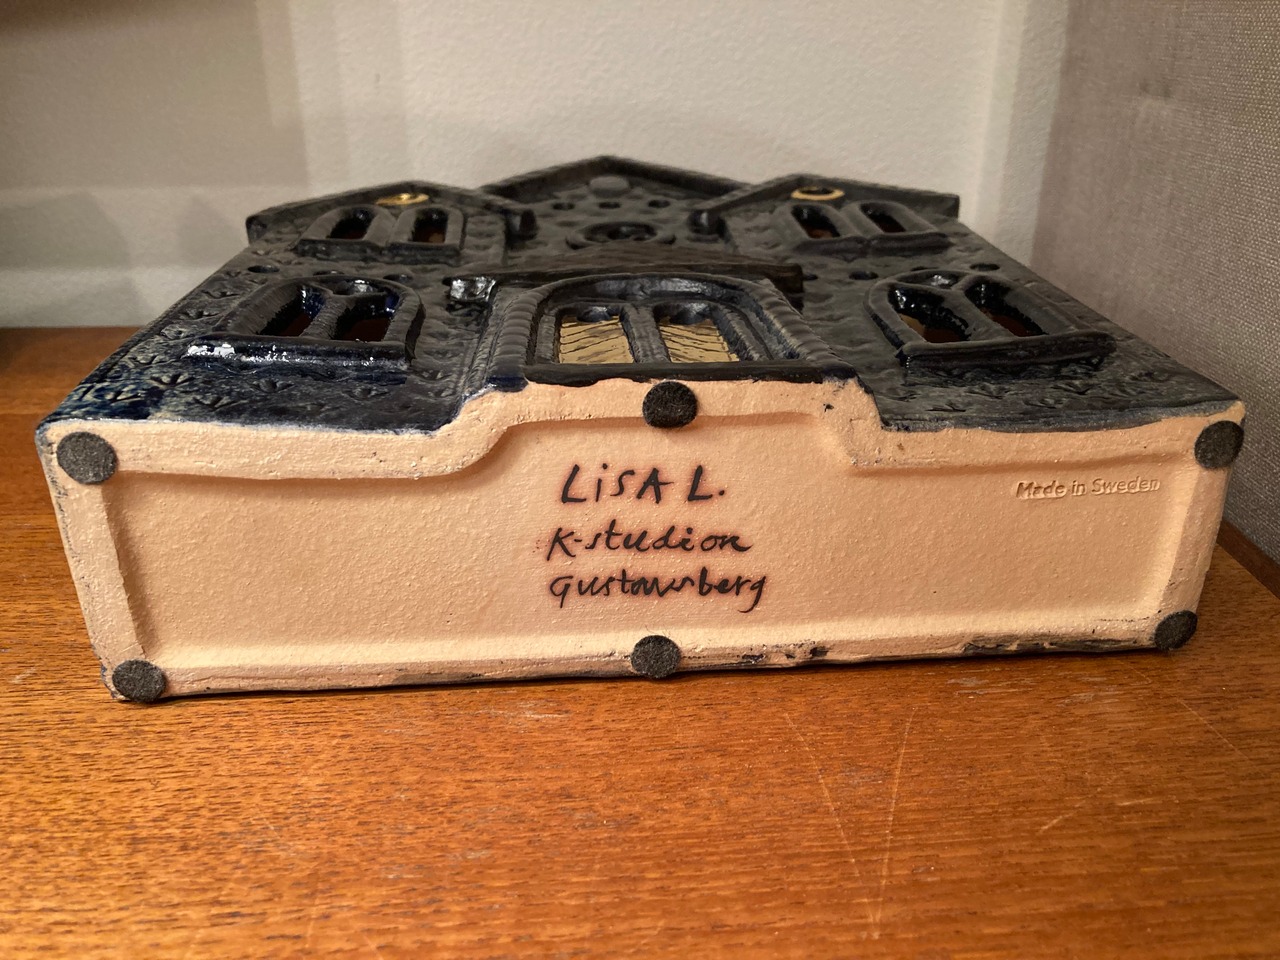 LiSA L.
K-studion
Gustavsberg
Made in Sweden